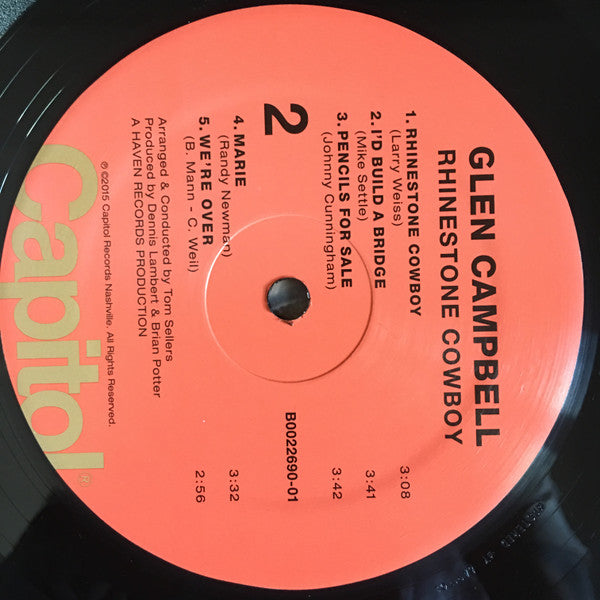 GLEN CAMPBELL
RHINESTONE COWBOY
1. RHINESTONE COWBOY 3:08
(Larry Weiss)
2. I'D BUILD A BRIDGE 3:41
(Mike Settle)
3. PENCILS FOR SALE 3:42
(Johnny Cunningham)
2
B0022690-01
4. MARIE 3:32
(Randy Newman)
5. WE'RE OVER 2:56
(B. Mann - C. Weil)
Arranged & Conducted by Tom Sellers
Produced by Dennis Lambert & Brian Potter
A HAVEN RECORDS PRODUCTION
℗ ©2015 Capitol Records Nashville. All Rights Reserved.
Capitol®